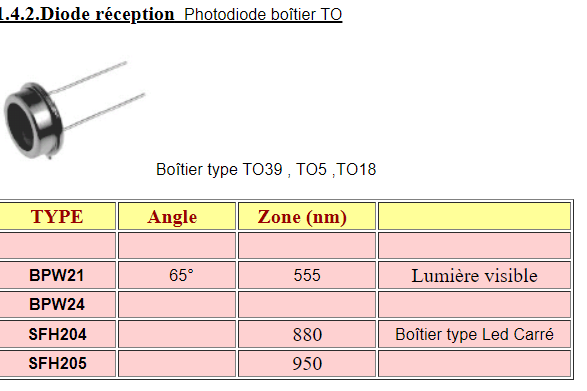 1.4.2.Diode réception Photodiode boîtier TO
Boîtier type TO39 , TO5 ,TO18
TYPE Angle Zone (nm)
BPW21 65° 555 Lumière visible
BPW24
SFH204 880 Boîtier type Led Carré
SFH205 950